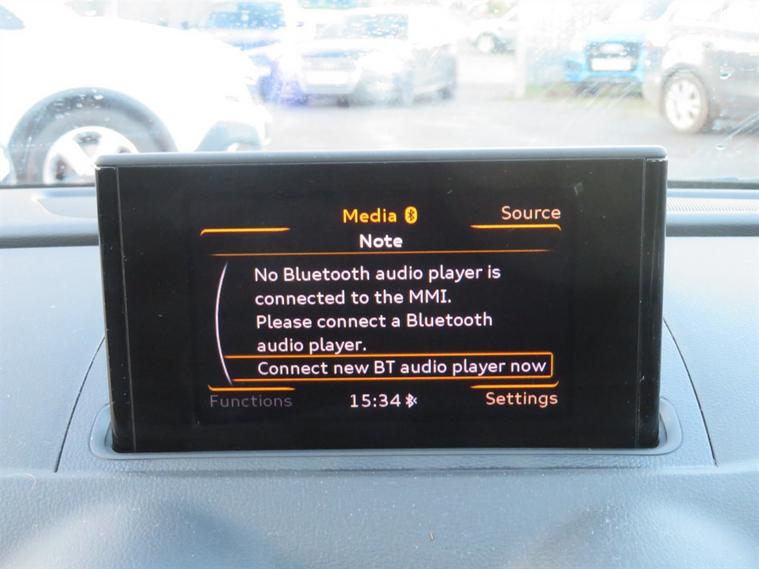 Media
Source
Note
No Bluetooth audio player is
connected to the MMI.
Please connect a Bluetooth
audio player.
Connect new BT audio player now
Functions
15:34
Settings